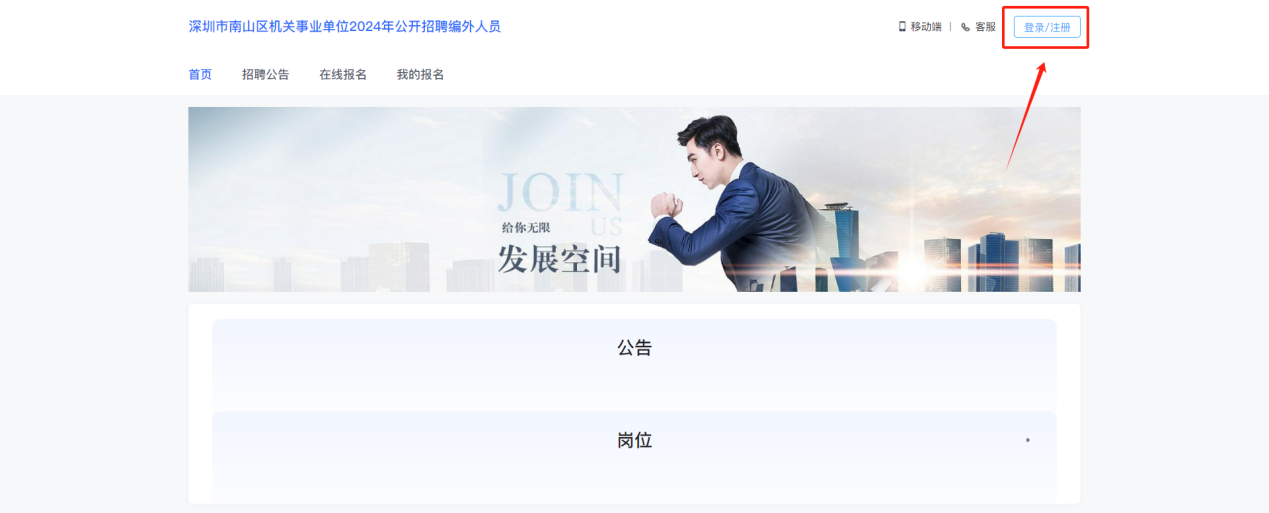 深圳市南山区机关事业单位2024年公开招聘编外人员
移动端 | 客服 登录/注册
首页 招聘公告 在线报名 我的报名
JOIN
US
给你无限
发展空间
公告
岗位